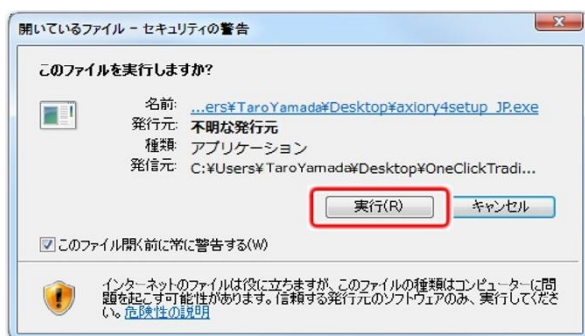 開いているファイル - セキュリティの警告
このファイルを実行しますか?
名前: ...ers¥TaroYamada¥Desktop¥axiory4setup_JP.exe
発行元: 不明な発行元
種類: アプリケーション
発信元: C:¥Users¥TaroYamada¥Desktop¥OneClickTradi...
実行(R) キャンセル
このファイル開く前に常に警告する(W)
インターネットのファイルは役に立ちますが、このファイルの種類はコンピューターに問
題を起こす可能性があります。信頼する発行元のソフトウェアのみ、実行してくださ
い。危険性の説明